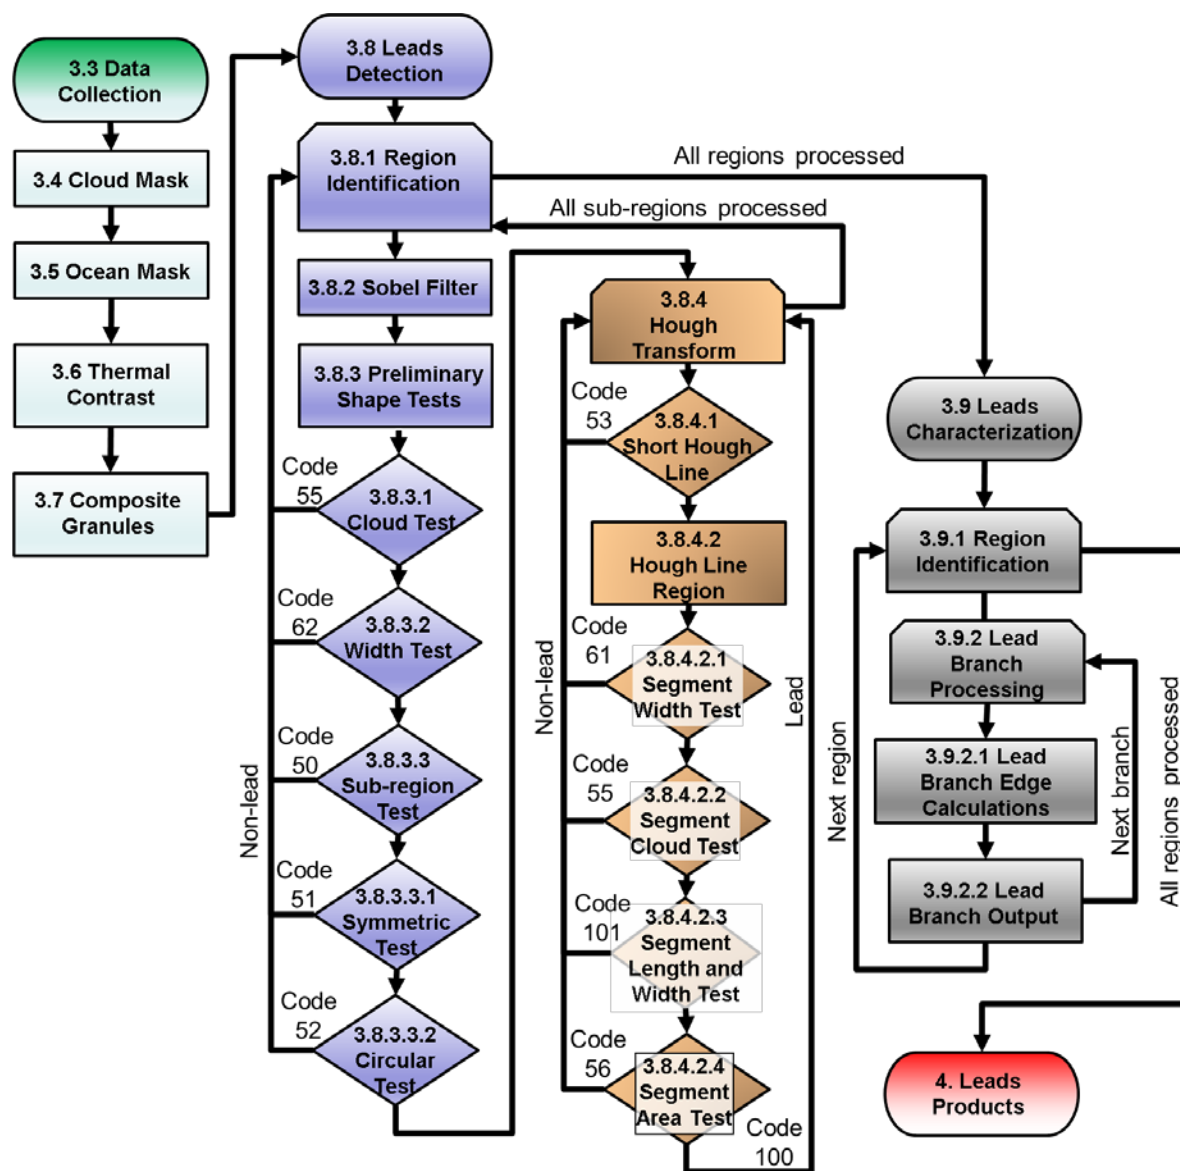 3.3 Data
Collection
3.4 Cloud Mask
3.5 Ocean Mask
3.6 Thermal
Contrast
3.7 Composite
Granules
3.8 Leads
Detection
3.8.1 Region
Identification
3.8.2 Sobel Filter
3.8.3 Preliminary
Shape Tests
Code
55
3.8.3.1
Cloud Test
Code
62
3.8.3.2
Width Test
Code
50
3.8.3.3
Sub-region
Test
Non-lead
Code
51
3.8.3.3.1
Symmetric
Test
Code
52
3.8.3.3.2
Circular
Test
All regions processed
All sub-regions processed
3.8.4
Hough
Transform
Code
53
3.8.4.1
Short Hough
Line
3.8.4.2
Hough Line
Region
Code
61
3.8.4.2.1
Segment
Width Test
Non-lead
Lead
Code
55
3.8.4.2.2
Segment
Cloud Test
Code
101
3.8.4.2.3
Segment
Length and
Width Test
Code
56
3.8.4.2.4
Segment
Area Test
Code
100
3.9 Leads
Characterization
3.9.1 Region
Identification
3.9.2 Lead
Branch
Processing
3.9.2.1 Lead
Branch Edge
Calculations
3.9.2.2 Lead
Branch Output
Next region
Next branch
All regions processed
4. Leads
Products